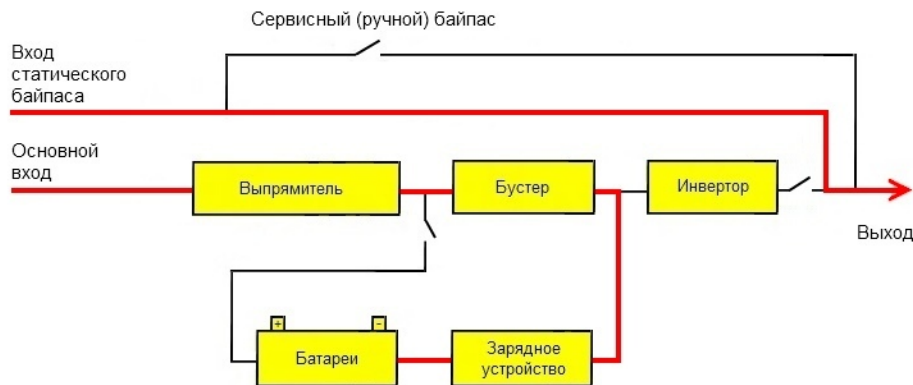 Сервисный (ручной) байпас
Вход
статического
байпаса
Основной
вход
Выпрямитель
Бустер
Инвертор
Выход
+
-
Батареи
Зарядное
устройство